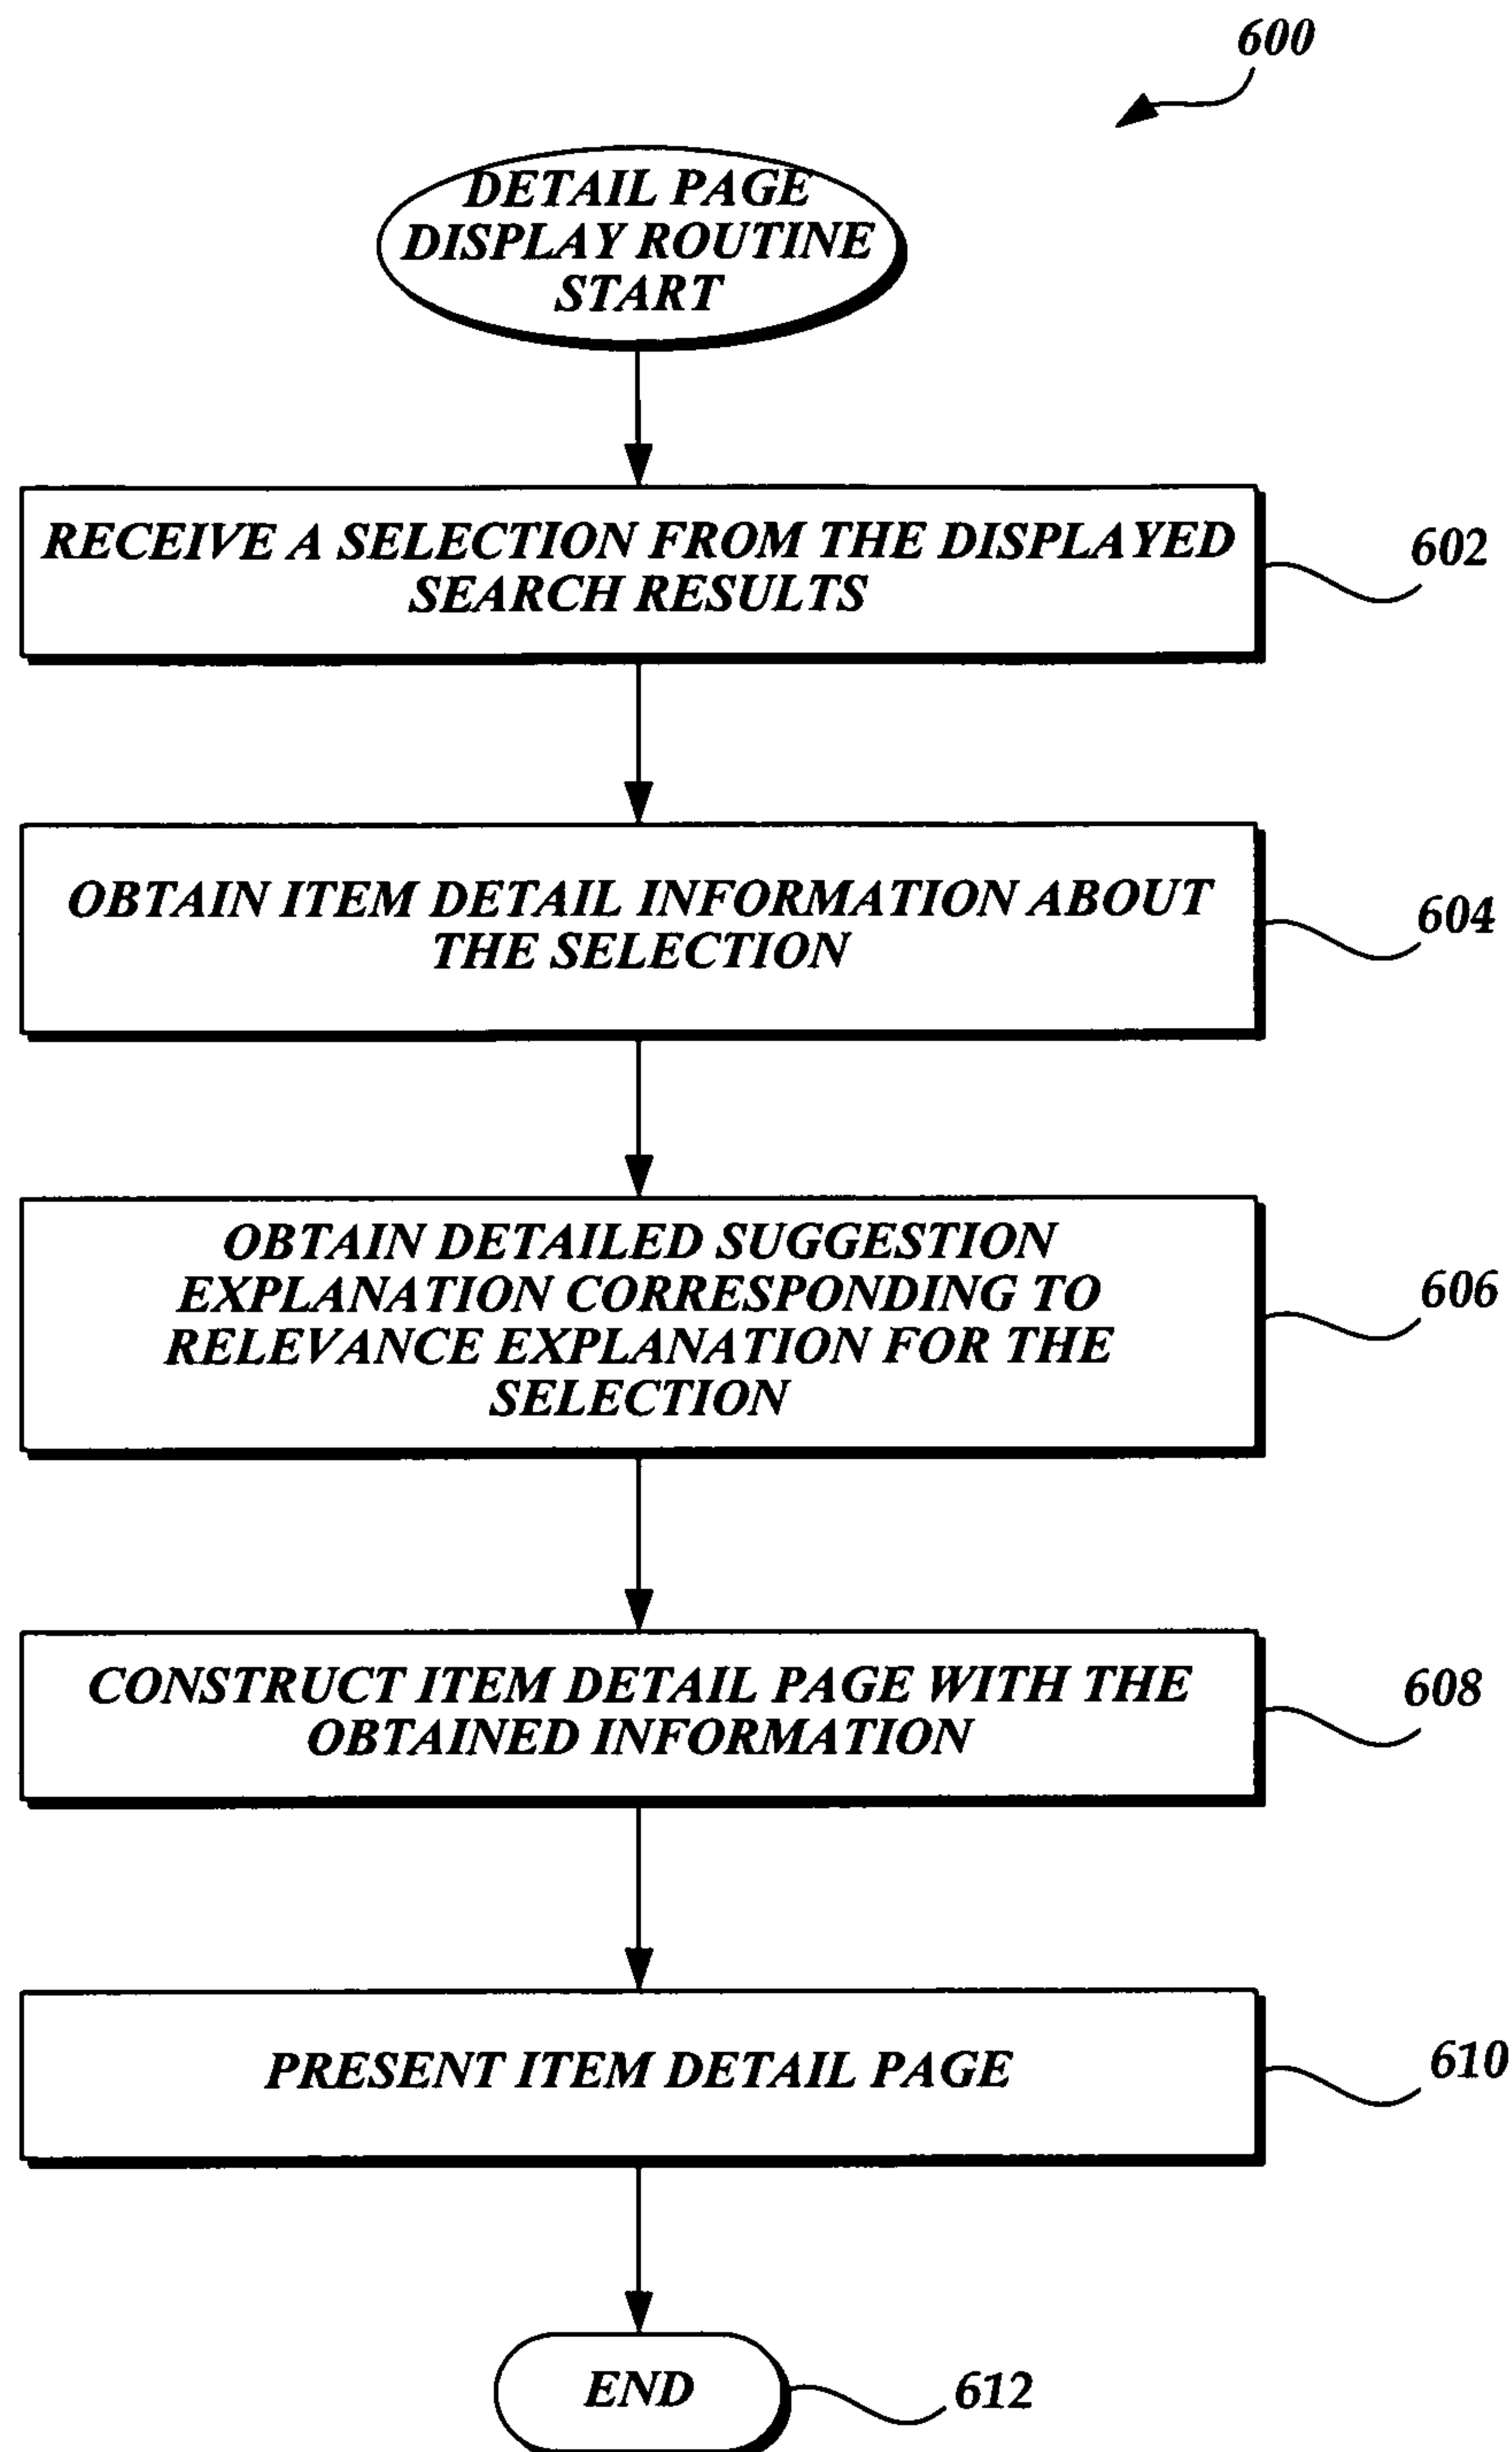 600
DETAIL PAGE
DISPLAY ROUTINE
START
RECEIVE A SELECTION FROM THE DISPLAYED
SEARCH RESULTS
602
OBTAIN ITEM DETAIL INFORMATION ABOUT
THE SELECTION
604
OBTAIN DETAILED SUGGESTION
EXPLANATION CORRESPONDING TO
RELEVANCE EXPLANATION FOR THE
SELECTION
606
CONSTRUCT ITEM DETAIL PAGE WITH THE
OBTAINED INFORMATION
608
PRESENT ITEM DETAIL PAGE
610
END
612